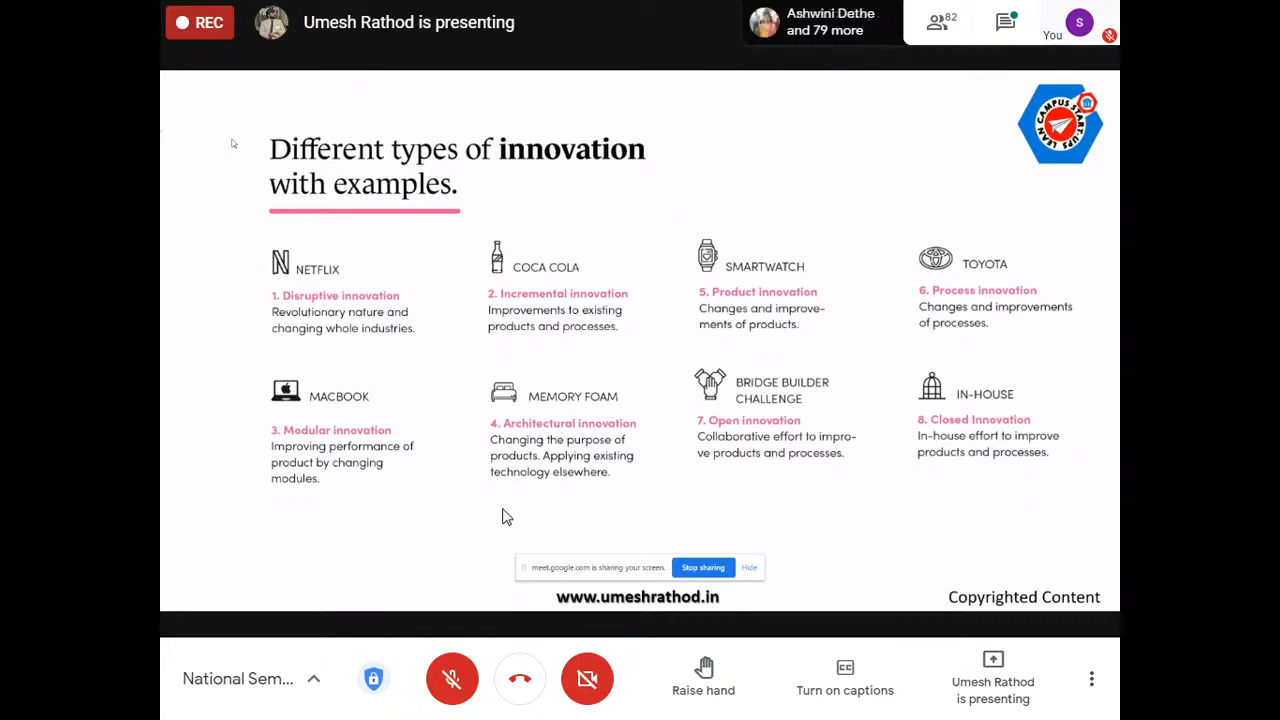 REC
Umesh Rathod is presenting
Ashwini Dethe
and 79 more
82
You
S
LEAN CAMPUS START-UPS
Different types of innovation
with examples.
NETFLIX
1. Disruptive innovation
Revolutionary nature and
changing whole industries.
COCA COLA
2. Incremental innovation
Improvements to existing
products and processes.
SMARTWATCH
5. Product innovation
Changes and improve-
ments of products.
TOYOTA
6. Process innovation
Changes and improvements
of processes.
MACBOOK
3. Modular innovation
Improving performance of
product by changing
modules.
MEMORY FOAM
4. Architectural innovation
Changing the purpose of
products. Applying existing
technology elsewhere.
BRIDGE BUILDER
CHALLENGE
7. Open innovation
Collaborative effort to impro-
ve products and processes.
IN-HOUSE
8. Closed Innovation
In-house effort to improve
products and processes.
meet.google.com is sharing your screen.
Stop sharing
Hide
www.umeshrathod.in
Copyrighted Content
National Sem...
Raise hand
CC
Turn on captions
Umesh Rathod
is presenting